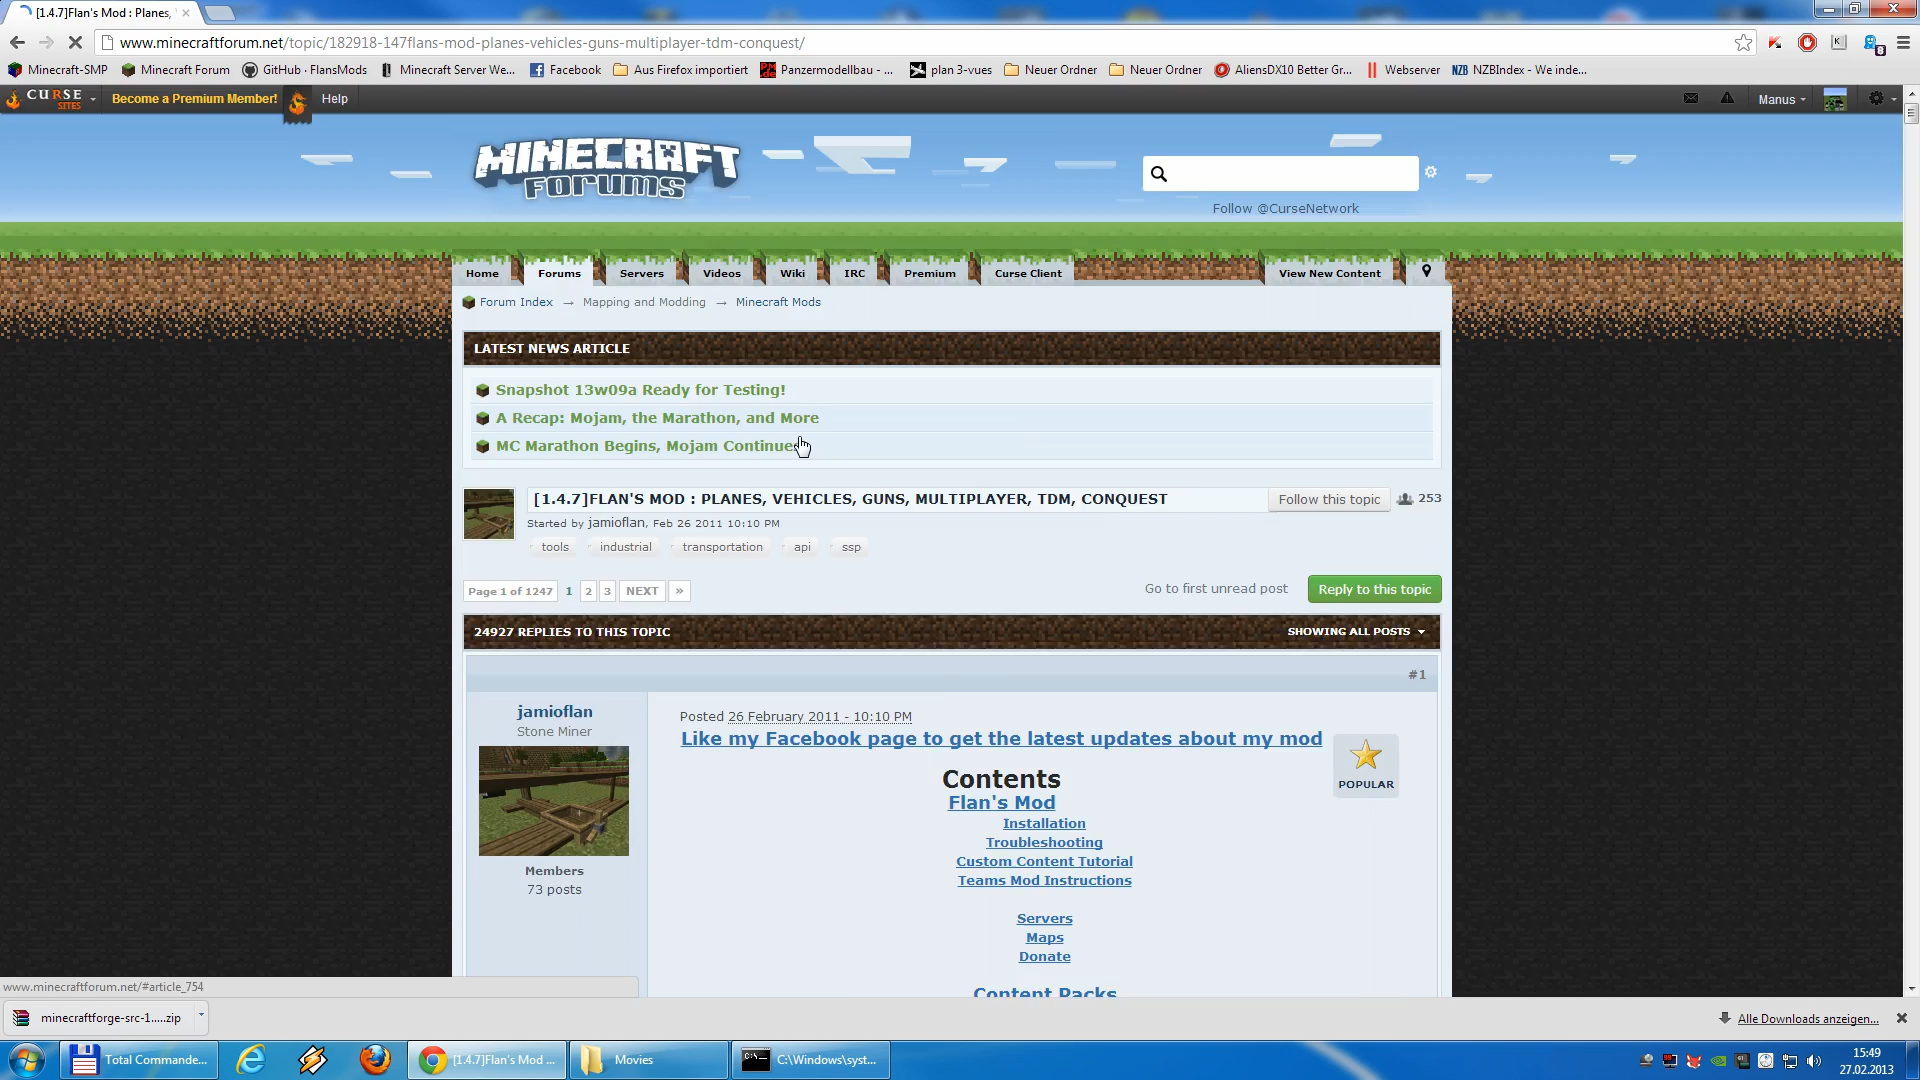 [1.4.7]Flan's Mod : Planes,
www.minecraftforum.net/topic/182918-147flans-mod-planes-vehicles-guns-multiplayer-tdm-conquest/
Minecraft-SMP Minecraft Forum GitHub · FlansMods Minecraft Server We... Facebook Aus Firefox importiert Panzermodellbau - ... plan 3-vues Neuer Ordner Neuer Ordner AliensDX10 Better Gr... Webserver NZB NZBIndex - We inde...
CURSE SITES Become a Premium Member! Help Manus
MINECRAFT
FORUMS
Follow @CurseNetwork
Home Forums Servers Videos Wiki IRC Premium Curse Client View New Content
Forum Index → Mapping and Modding → Minecraft Mods
LATEST NEWS ARTICLE
Snapshot 13w09a Ready for Testing!
A Recap: Mojam, the Marathon, and More
MC Marathon Begins, Mojam Continues
[1.4.7]FLAN'S MOD : PLANES, VEHICLES, GUNS, MULTIPLAYER, TDM, CONQUEST Follow this topic 253
Started by jamioflan, Feb 26 2011 10:10 PM
tools industrial transportation api ssp
Page 1 of 1247 1 2 3 NEXT » Go to first unread post Reply to this topic
24927 REPLIES TO THIS TOPIC SHOWING ALL POSTS
#1
jamioflan
Stone Miner
Members
73 posts
Posted 26 February 2011 - 10:10 PM
Like my Facebook page to get the latest updates about my mod
POPULAR
Contents
Flan's Mod
Installation
Troubleshooting
Custom Content Tutorial
Teams Mod Instructions
Servers
Maps
Donate
Content Packs
www.minecraftforum.net/#article_754
minecraftforge-src-1.....zip Alle Downloads anzeigen...
Total Commande... [1.4.7]Flan's Mod ... Movies C:\Windows\syst... 15:49
27.02.2013